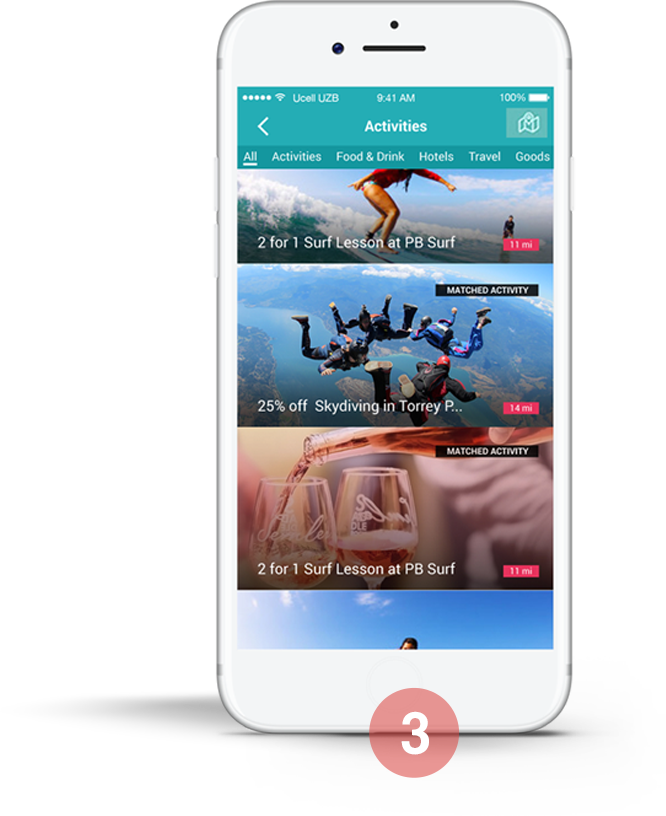 Ucell UZB 9:41 AM 100%
Activities
All Activities Food & Drink Hotels Travel Goods
2 for 1 Surf Lesson at PB Surf 11 mi
MATCHED ACTIVITY
25% off Skydiving in Torrey P... 14 mi
MATCHED ACTIVITY
2 for 1 Surf Lesson at PB Surf 11 mi
3